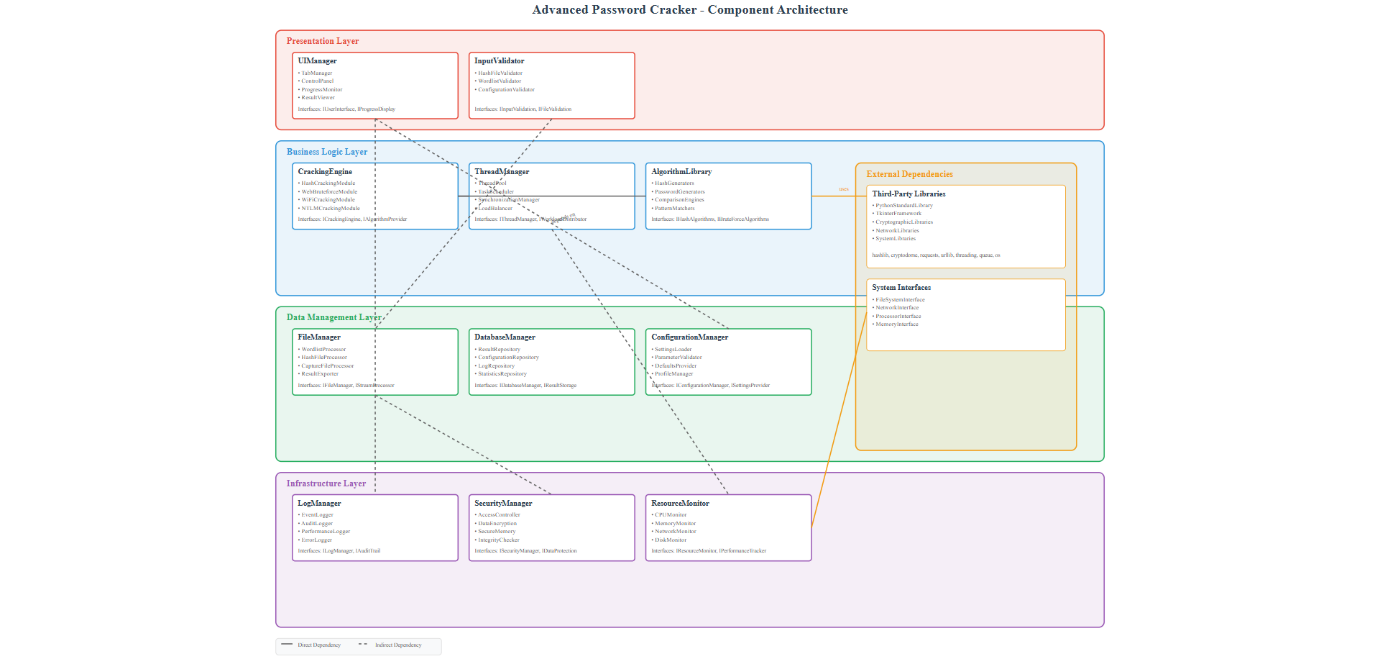 Advanced Password Cracker - Component Architecture
Presentation Layer
UIManager
• TabManager
• ControlPanel
• ProgressMonitor
• ResultViewer
Interfaces: IUserInterface, IProgressDisplay
InputValidator
• HashFileValidator
• WordlistValidator
• ConfigurationValidator
Interfaces: IInputValidation, IFileValidation
Business Logic Layer
CrackingEngine
• HashCrackingModule
• WebBruteforceModule
• WiFiCrackingModule
• NTLMCrackingModule
Interfaces: ICrackingEngine, IAlgorithmProvider
ThreadManager
• ThreadPool
• TaskScheduler
• SynchronizationManager
• LoadBalancer
Interfaces: IThreadManager, IWorkloadDistributor
AlgorithmLibrary
• HashGenerators
• PasswordGenerators
• ComparisonEngines
• PatternMatchers
Interfaces: IHashAlgorithms, IBruteForceAlgorithms
uses
External Dependencies
Third-Party Libraries
• PythonStandardLibrary
• TkinterFramework
• CryptographicLibraries
• NetworkLibraries
• SystemLibraries
hashlib, cryptodome, requests, urllib, threading, queue, os
System Interfaces
• FileSystemInterface
• NetworkInterface
• ProcessorInterface
• MemoryInterface
Data Management Layer
FileManager
• WordlistProcessor
• HashFileProcessor
• CaptureFileProcessor
• ResultExporter
Interfaces: IFileManager, IStreamProcessor
DatabaseManager
• ResultRepository
• ConfigurationRepository
• LogRepository
• StatisticsRepository
Interfaces: IDatabaseManager, IResultStorage
ConfigurationManager
• SettingsLoader
• ParameterValidator
• DefaultsProvider
• ProfileManager
Interfaces: IConfigurationManager, ISettingsProvider
Infrastructure Layer
LogManager
• EventLogger
• AuditLogger
• PerformanceLogger
• ErrorLogger
Interfaces: ILogManager, IAuditTrail
SecurityManager
• AccessController
• DataEncryption
• SecureMemory
• IntegrityChecker
Interfaces: ISecurityManager, IDataProtection
ResourceMonitor
• CPUMonitor
• MemoryMonitor
• NetworkMonitor
• DiskMonitor
Interfaces: IResourceMonitor, IPerformanceTracker
Direct Dependency
Indirect Dependency